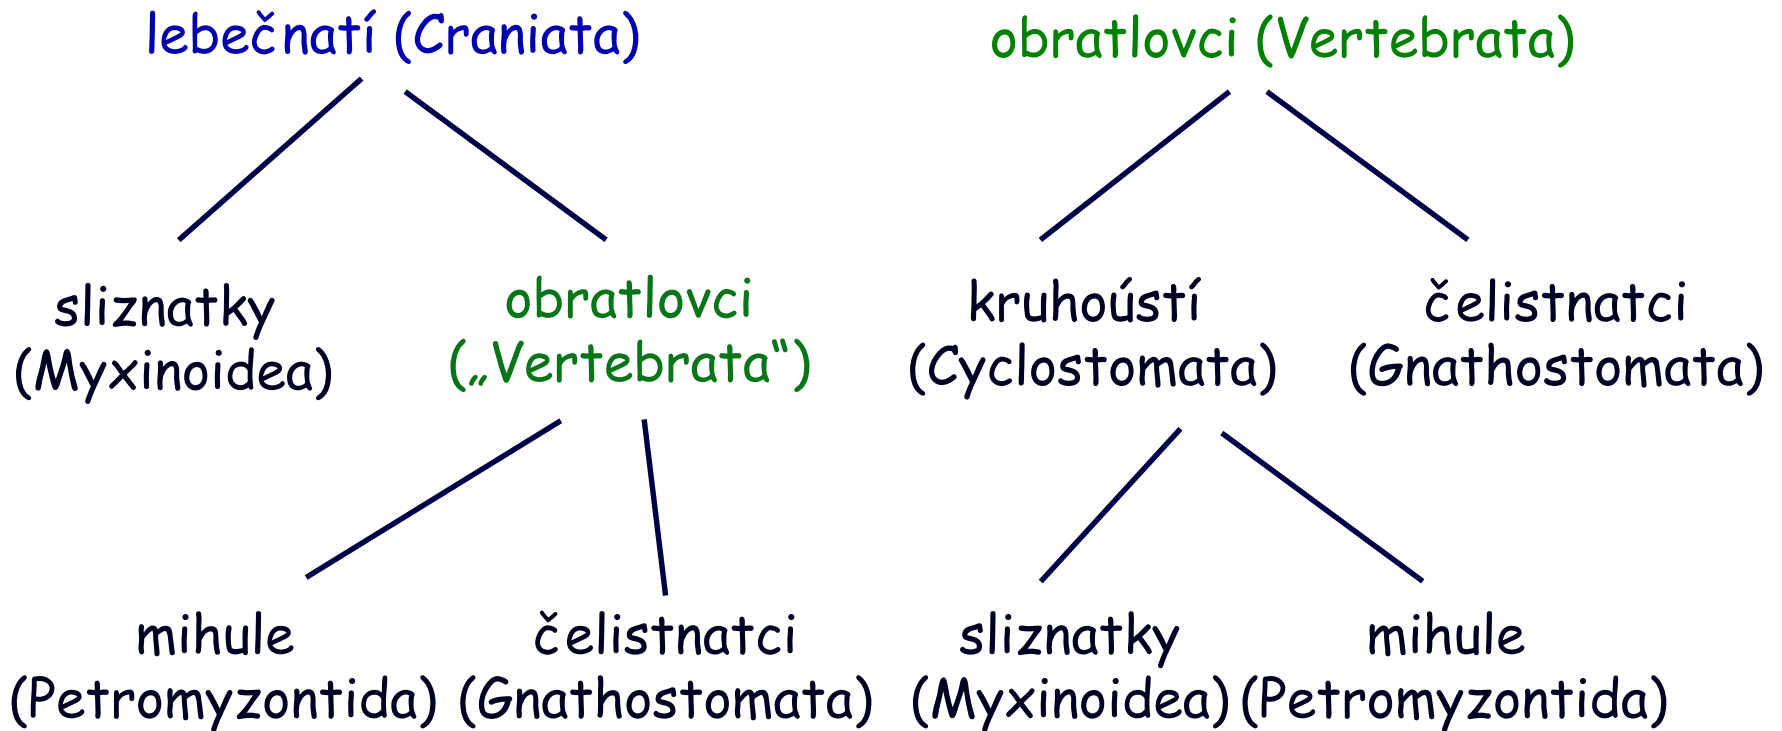 lebečnatí (Craniata)
obratlovci (Vertebrata)
sliznatky
(Myxinoidea)
obratlovci
(„Vertebrata“)
kruhoústí
(Cyclostomata)
čelistnatci
(Gnathostomata)
mihule
(Petromyzontida)
čelistnatci
(Gnathostomata)
sliznatky
(Myxinoidea)
mihule
(Petromyzontida)